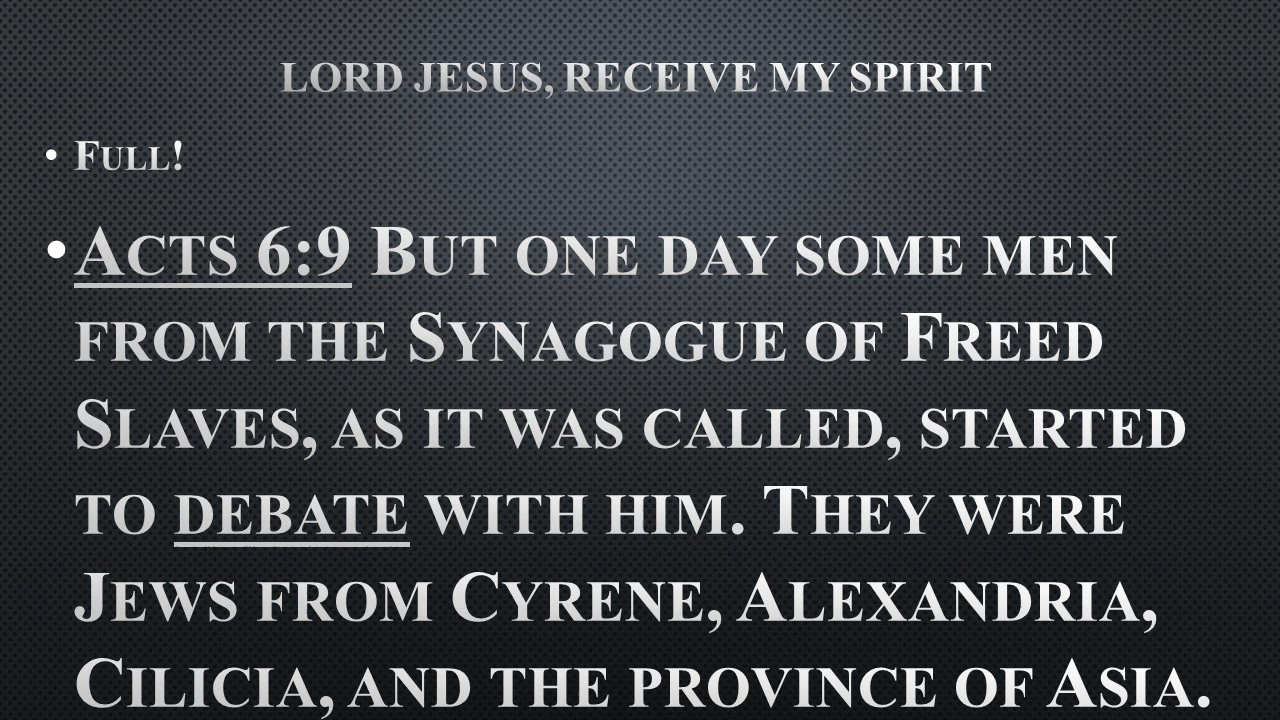 LORD JESUS, RECEIVE MY SPIRIT
• FULL!
• ACTS 6:9 BUT ONE DAY SOME MEN
FROM THE SYNAGOGUE OF FREED
SLAVES, AS IT WAS CALLED, STARTED
TO DEBATE WITH HIM. THEY WERE
JEWS FROM CYRENE, ALEXANDRIA,
CILICIA, AND THE PROVINCE OF ASIA.